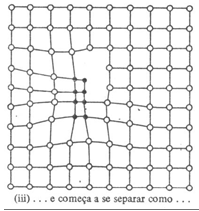 (iii) . . . e começa a se separar como . . .